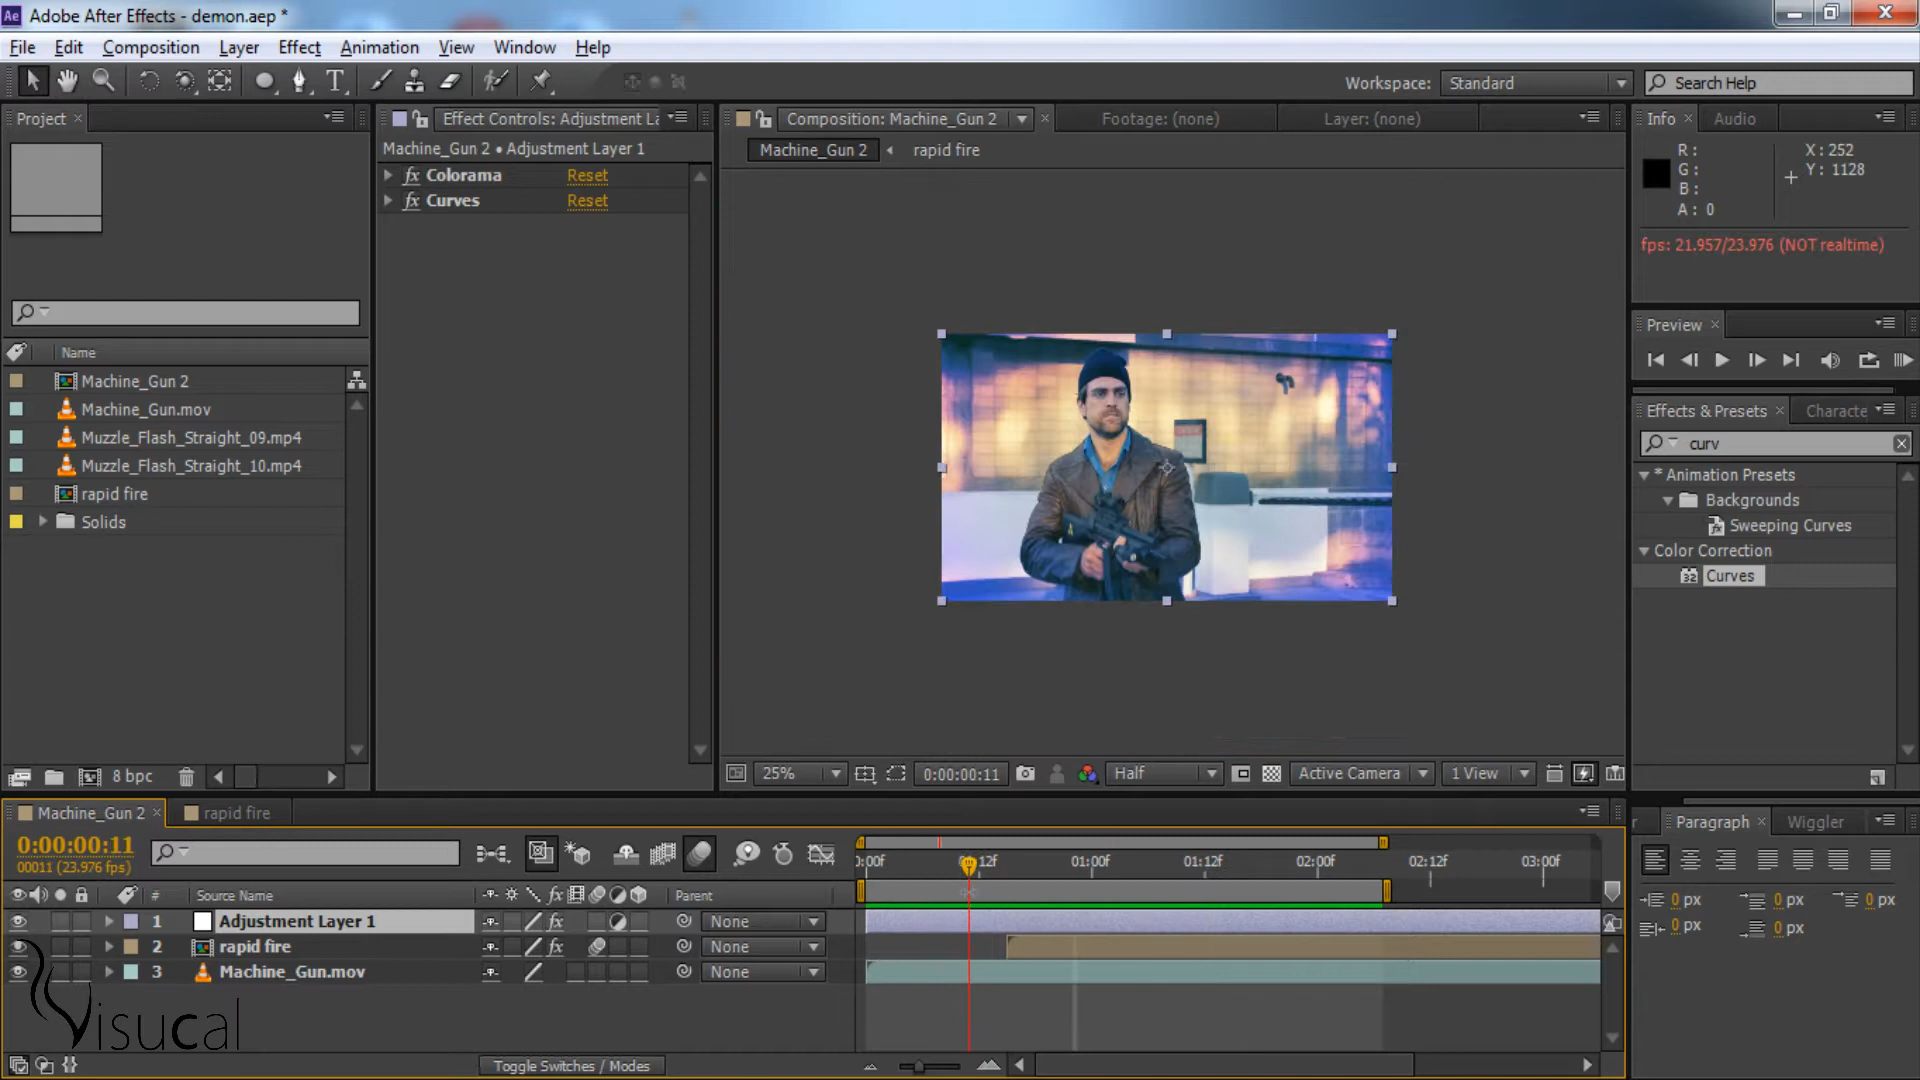 Adobe After Effects - demon.aep *
File Edit Composition Layer Effect Animation View Window Help
Workspace: Standard Search Help
Project
Effect Controls: Adjustment La
Composition: Machine_Gun 2
Footage: (none)
Layer: (none)
Info Audio
Machine_Gun 2 • Adjustment Layer 1
Machine_Gun 2 rapid fire
R:
G:
B:
A: 0
X: 252
Y: 1128
fx Colorama Reset
fx Curves Reset
fps: 21.957/23.976 (NOT realtime)
Preview
Name
Machine_Gun 2
Machine_Gun.mov
Muzzle_Flash_Straight_09.mp4
Muzzle_Flash_Straight_10.mp4
rapid fire
Solids
Effects & Presets Characte
curv
* Animation Presets
Backgrounds
Sweeping Curves
Color Correction
32 Curves
8 bpc
25% 0:00:00:11 Half Active Camera 1 View
Machine_Gun 2 rapid fire
0:00:00:11
00011 (23.976 fps)
):00f 12f 01:00f 01:12f 02:00f 02:12f 03:00f
Paragraph Wiggler
# Source Name fx Parent
1 Adjustment Layer 1 fx None
2 rapid fire fx None
3 Machine_Gun.mov None
0 px 0 px 0 px
0 px 0 px
Visucal
Toggle Switches / Modes